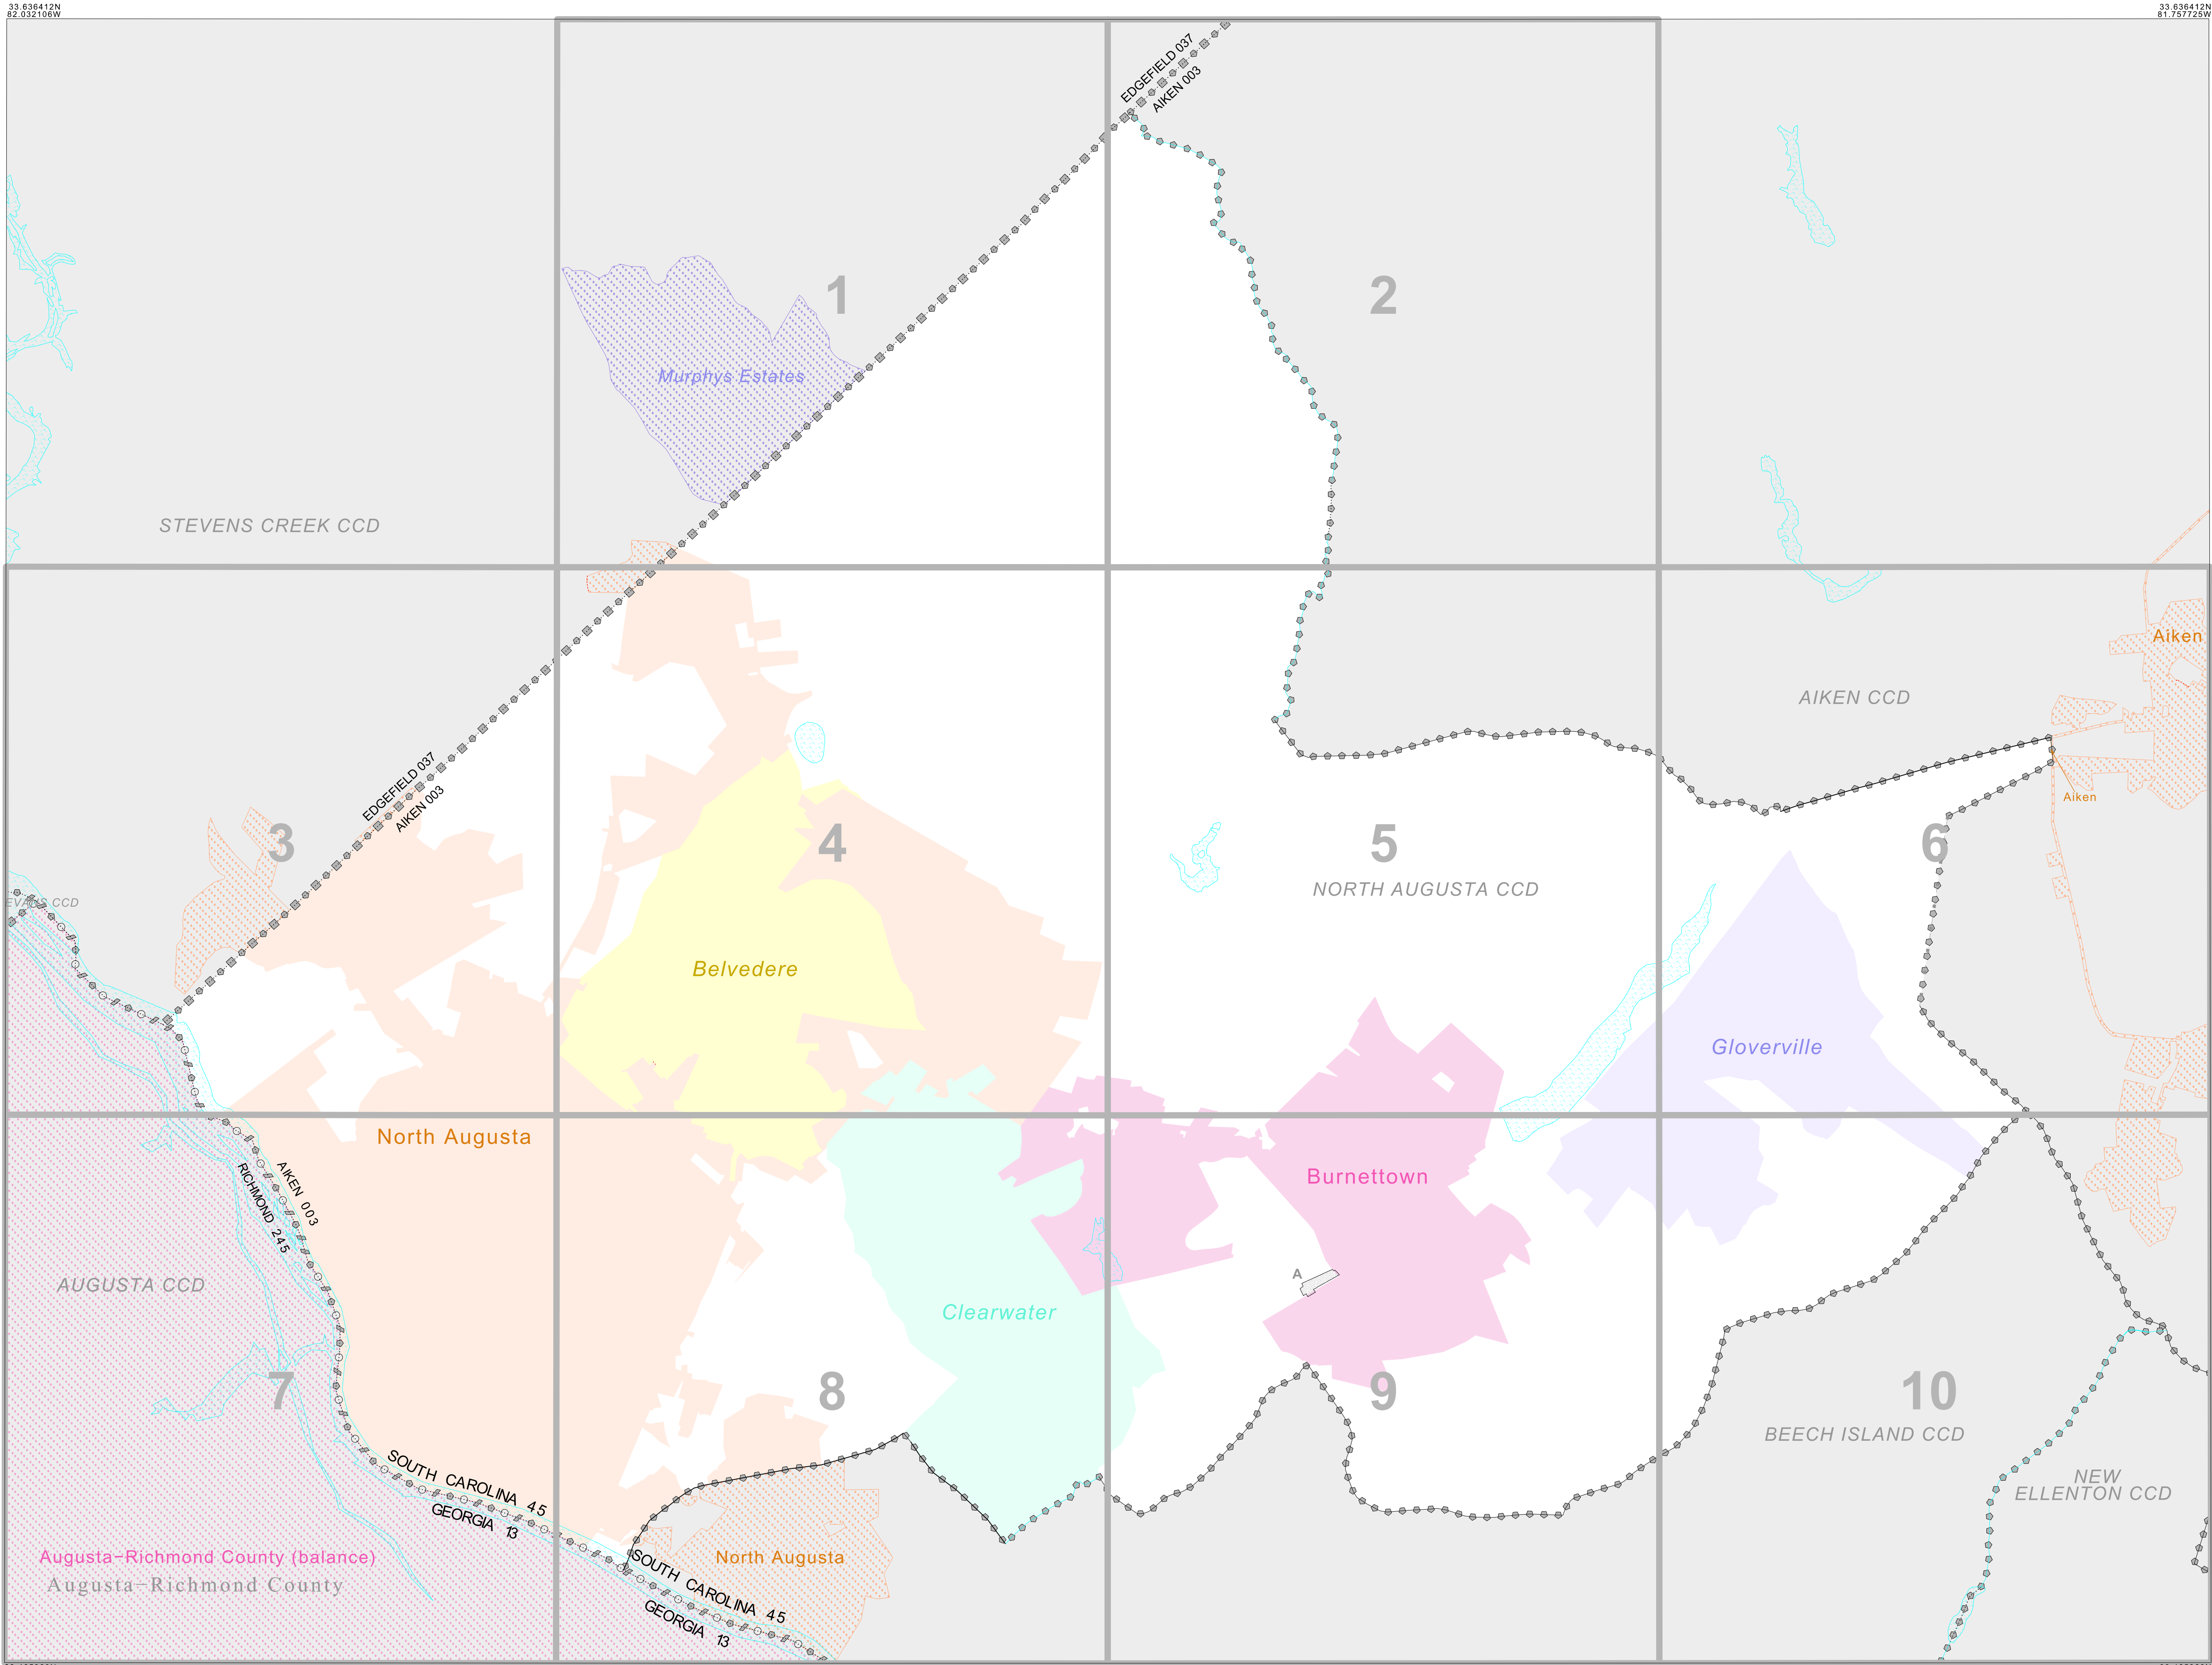 33.636412N
82.032106W
33.636412N
81.757725W
EDGEFIELD 037
AIKEN 003
1
2
Murphys Estates
STEVENS CREEK CCD
Aiken
AIKEN CCD
EDGEFIELD 037
AIKEN 003
Aiken
3
4
5
6
NORTH AUGUSTA CCD
EVANS CCD
Belvedere
Gloverville
North Augusta
Burnettown
AIKEN 003
RICHMOND 245
AUGUSTA CCD
A
Clearwater
7
8
9
10
BEECH ISLAND CCD
NEW
ELLENTON CCD
SOUTH CAROLINA 45
GEORGIA 13
Augusta−Richmond County (balance)
Augusta−Richmond County
North Augusta
SOUTH CAROLINA 45
GEORGIA 13